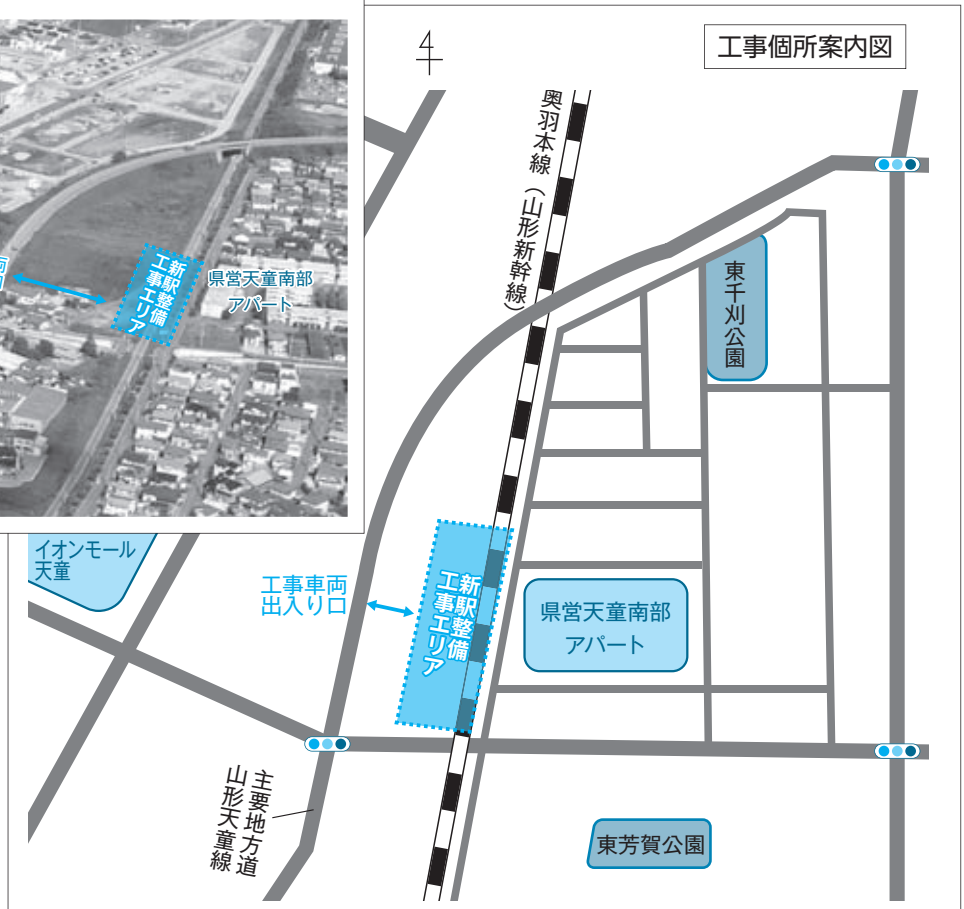 工事個所案内図
奥羽本線（山形新幹線）
新駅整備
工事エリア
県営天童南部
アパート
東千刈公園
イオンモール
天童
工事車両
出入り口
新駅整備
工事エリア
県営天童南部
アパート
主要地方道
山形天童線
東芳賀公園